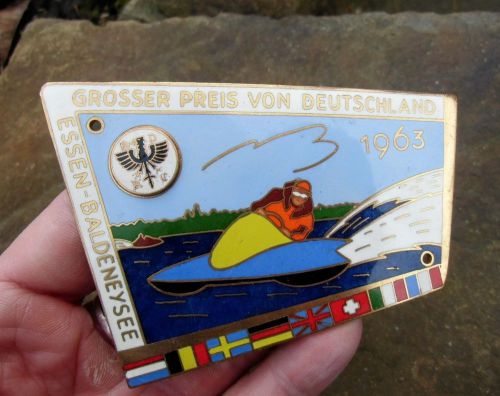 GROSSER PREIS VON DEUTSCHLAND
1963
ESSEN-BALDENEYSEE